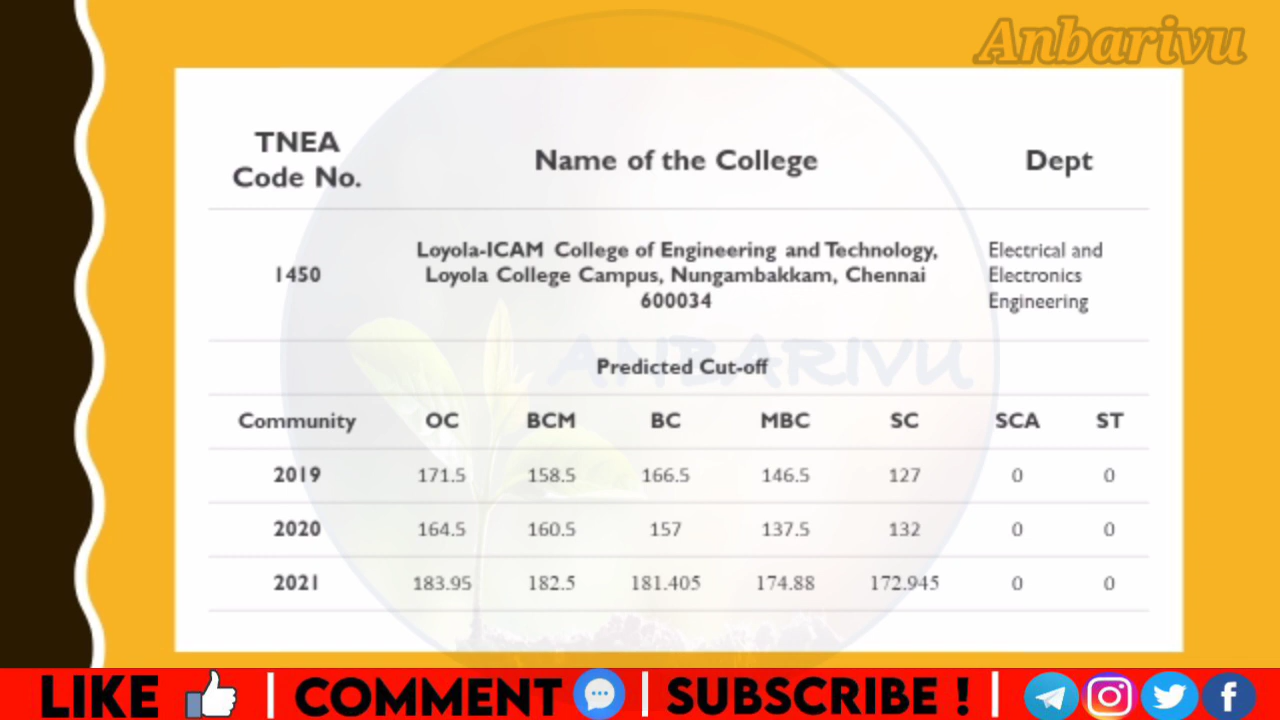 Anbarivu
TNEA
Code No.
Name of the College
Dept
1450
Loyola-ICAM College of Engineering and Technology,
Loyola College Campus, Nungambakkam, Chennai
600034
Electrical and
Electronics
Engineering
ANBARIVU
Predicted Cut-off
Community OC BCM BC MBC SC SCA ST
2019 171.5 158.5 166.5 146.5 127 0 0
2020 164.5 160.5 157 137.5 132 0 0
2021 183.95 182.5 181.405 174.88 172.945 0 0
LIKE | COMMENT | SUBSCRIBE ! |